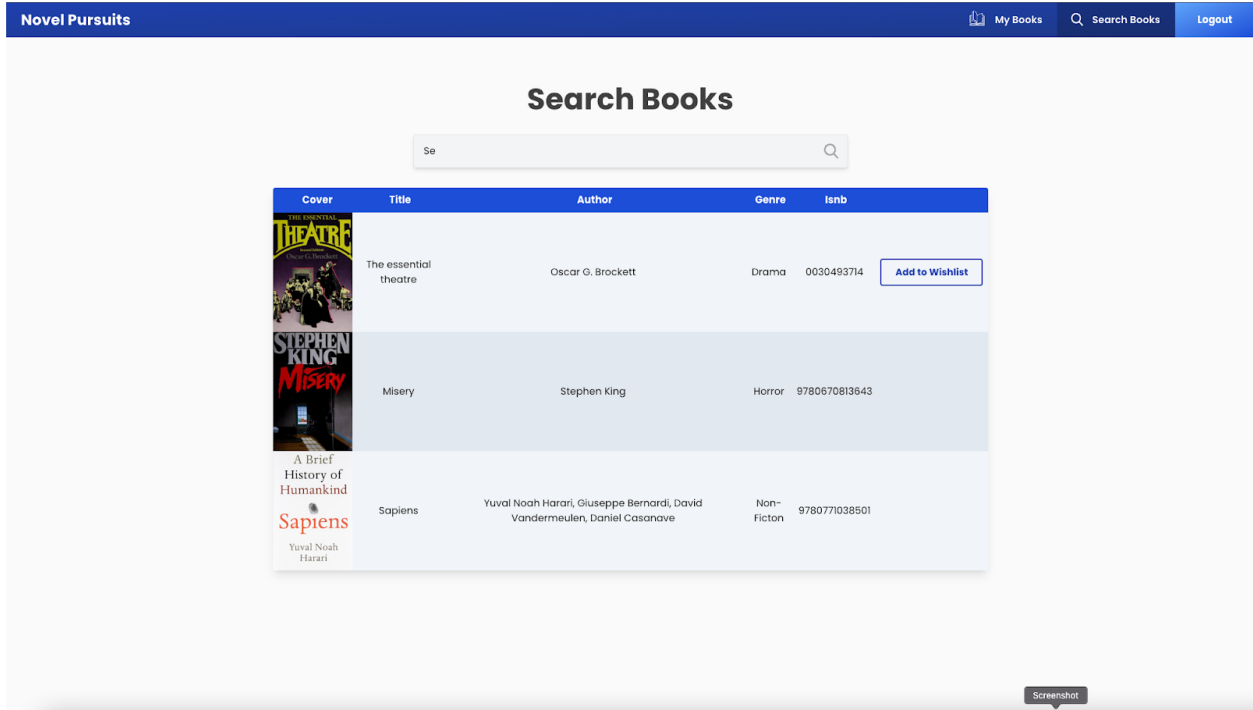 Novel Pursuits
My Books
Search Books
Logout
Search Books
Se
Cover Title Author Genre Isnb
THE ESSENTIAL
THEATRE
Oscar G. Brockett
The essential
theatre
Oscar G. Brockett
Drama
0030493714
Add to Wishlist
STEPHEN
KING
MISERY
Misery
Stephen King
Horror
9780670813643
A Brief
History of
Humankind
Sapiens
Yuval Noah
Harari
Sapiens
Yuval Noah Harari, Giuseppe Bernardi, David
Vandermeulen, Daniel Casanave
Non-
Ficton
9780771038501
Screenshot